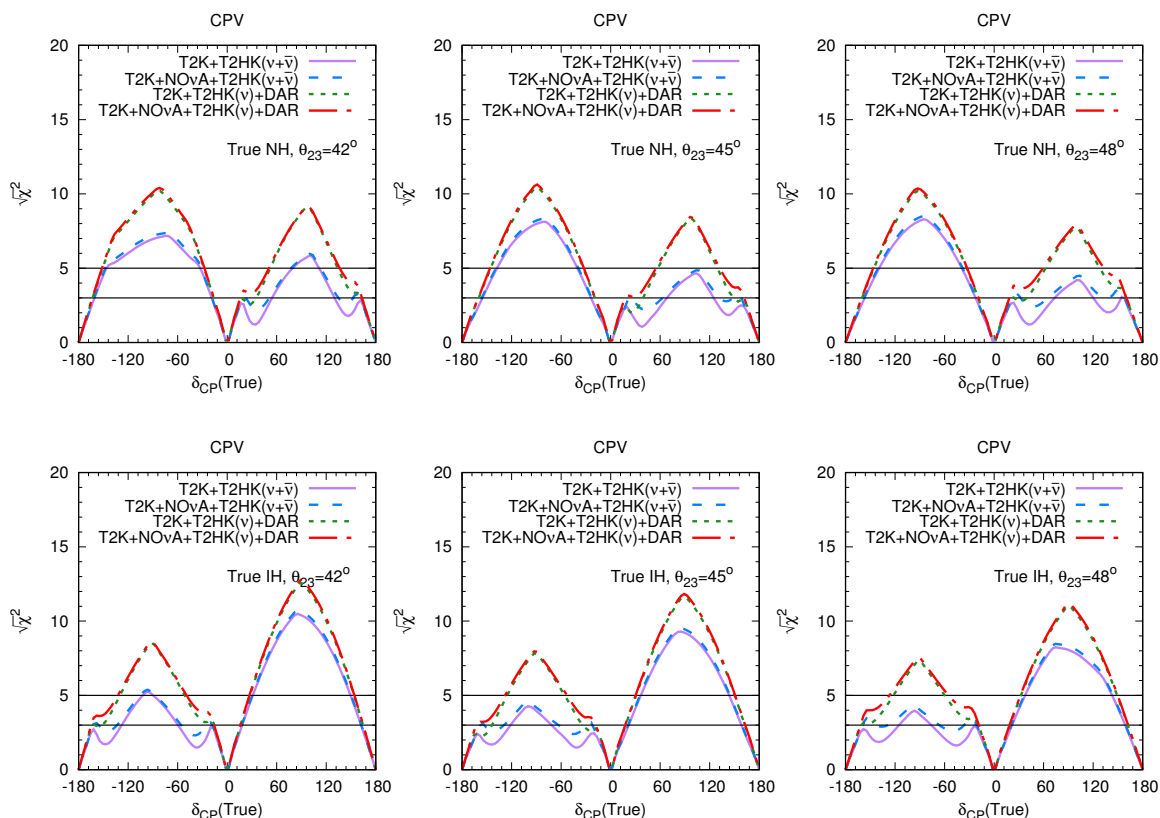 CPV
20
15
10
5
0
√χ²
T2K+T2HK(ν+ν̄)
T2K+NOνA+T2HK(ν+ν̄)
T2K+T2HK(ν)+DAR
T2K+NOνA+T2HK(ν)+DAR
True NH, θ₂₃=42°
-180 -120 -60 0 60 120 180
δCP(True)
CPV
20
15
10
5
0
√χ²
T2K+T2HK(ν+ν̄)
T2K+NOνA+T2HK(ν+ν̄)
T2K+T2HK(ν)+DAR
T2K+NOνA+T2HK(ν)+DAR
True NH, θ₂₃=45°
-180 -120 -60 0 60 120 180
δCP(True)
CPV
20
15
10
5
0
√χ²
T2K+T2HK(ν+ν̄)
T2K+NOνA+T2HK(ν+ν̄)
T2K+T2HK(ν)+DAR
T2K+NOνA+T2HK(ν)+DAR
True NH, θ₂₃=48°
-180 -120 -60 0 60 120 180
δCP(True)
CPV
20
15
10
5
0
√χ²
T2K+T2HK(ν+ν̄)
T2K+NOνA+T2HK(ν+ν̄)
T2K+T2HK(ν)+DAR
T2K+NOνA+T2HK(ν)+DAR
True IH, θ₂₃=42°
-180 -120 -60 0 60 120 180
δCP(True)
CPV
20
15
10
5
0
√χ²
T2K+T2HK(ν+ν̄)
T2K+NOνA+T2HK(ν+ν̄)
T2K+T2HK(ν)+DAR
T2K+NOνA+T2HK(ν)+DAR
True IH, θ₂₃=45°
-180 -120 -60 0 60 120 180
δCP(True)
CPV
20
15
10
5
0
√χ²
T2K+T2HK(ν+ν̄)
T2K+NOνA+T2HK(ν+ν̄)
T2K+T2HK(ν)+DAR
T2K+NOνA+T2HK(ν)+DAR
True IH, θ₂₃=48°
-180 -120 -60 0 60 120 180
δCP(True)